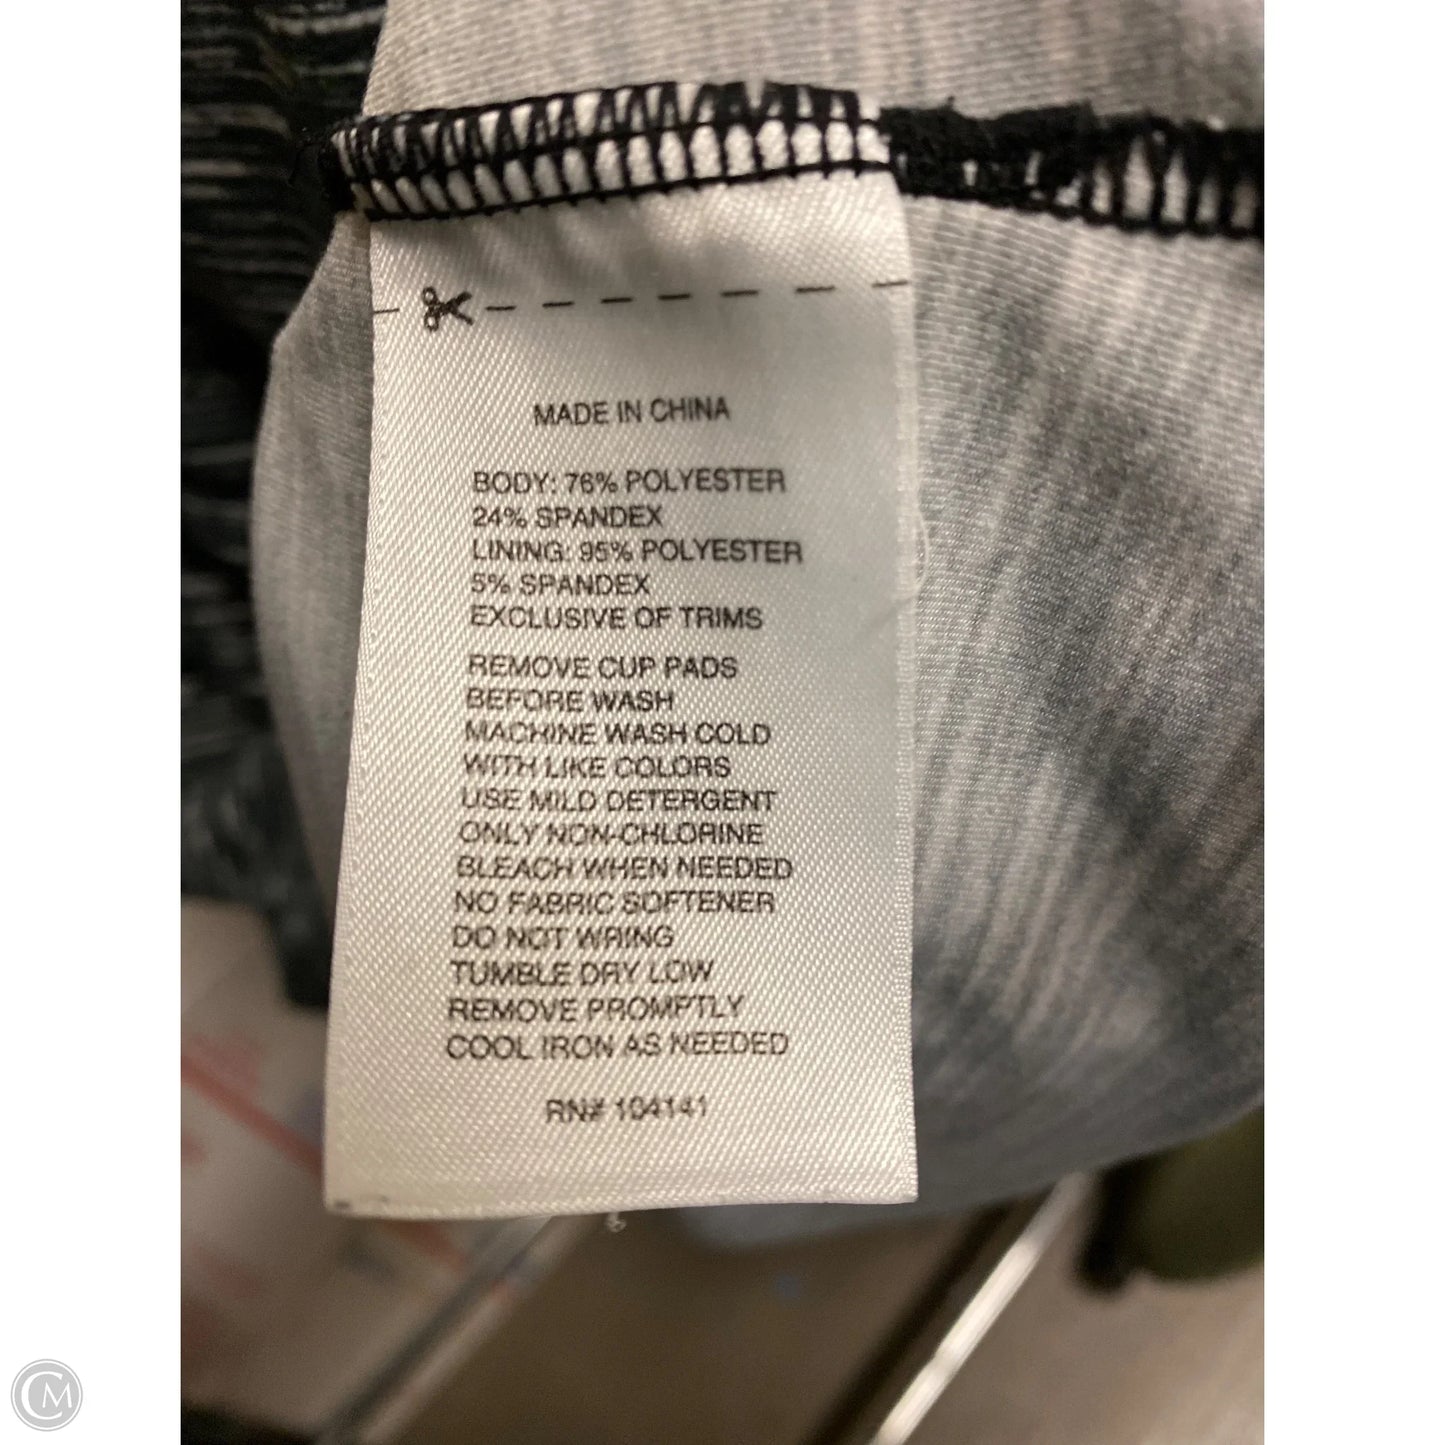 MADE IN CHINA
BODY: 76% POLYESTER
24% SPANDEX
LINING: 95% POLYESTER
5% SPANDEX
EXCLUSIVE OF TRIMS
REMOVE CUP PADS
BEFORE WASH
MACHINE WASH COLD
WITH LIKE COLORS
USE MILD DETERGENT
ONLY NON-CHLORINE
BLEACH WHEN NEEDED
NO FABRIC SOFTENER
DO NOT WRING
TUMBLE DRY LOW
REMOVE PROMPTLY
COOL IRON AS NEEDED
RN# 104141
CM